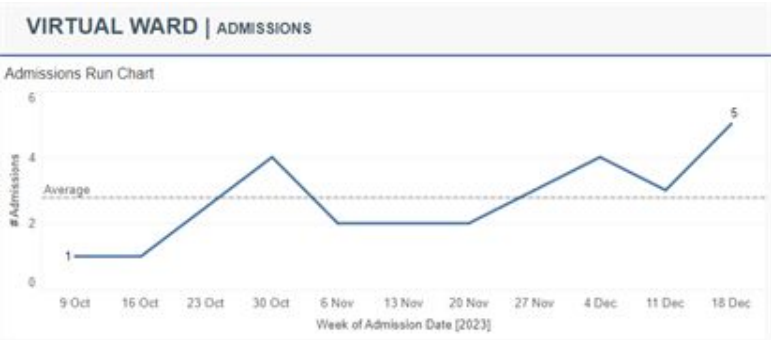 VIRTUAL WARD | ADMISSIONS
Admissions Run Chart
6
4
2
0
# Admissions
Average
1
5
9 Oct 16 Oct 23 Oct 30 Oct 6 Nov 13 Nov 20 Nov 27 Nov 4 Dec 11 Dec 18 Dec
Week of Admission Date [2023]